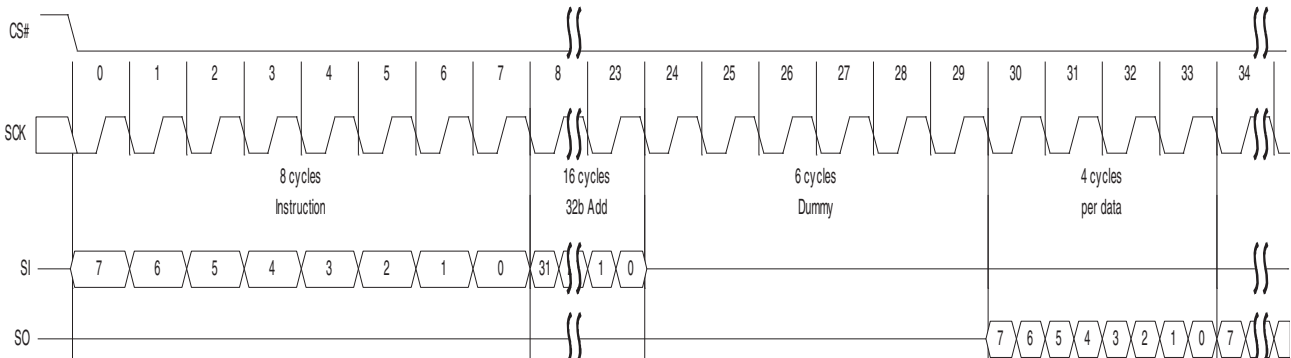 CS#
0 1 2 3 4 5 6 7 8 23 24 25 26 27 28 29 30 31 32 33 34
SCK
8 cycles 16 cycles 6 cycles 4 cycles
Instruction 32b Add Dummy per data
SI 7 6 5 4 3 2 1 0 31 1 0
SO 7 6 5 4 3 2 1 0 7